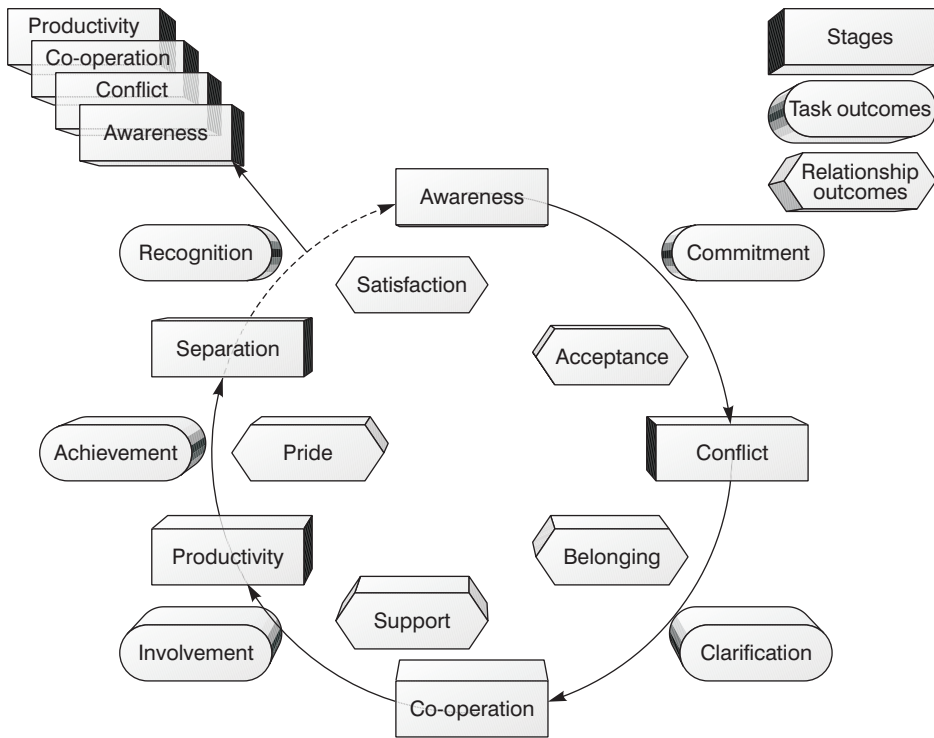 Productivity
Co-operation
Conflict
Awareness
Stages
Task outcomes
Relationship
outcomes
Awareness
Recognition
Commitment
Satisfaction
Separation
Acceptance
Achievement
Pride
Conflict
Productivity
Belonging
Support
Involvement
Clarification
Co-operation